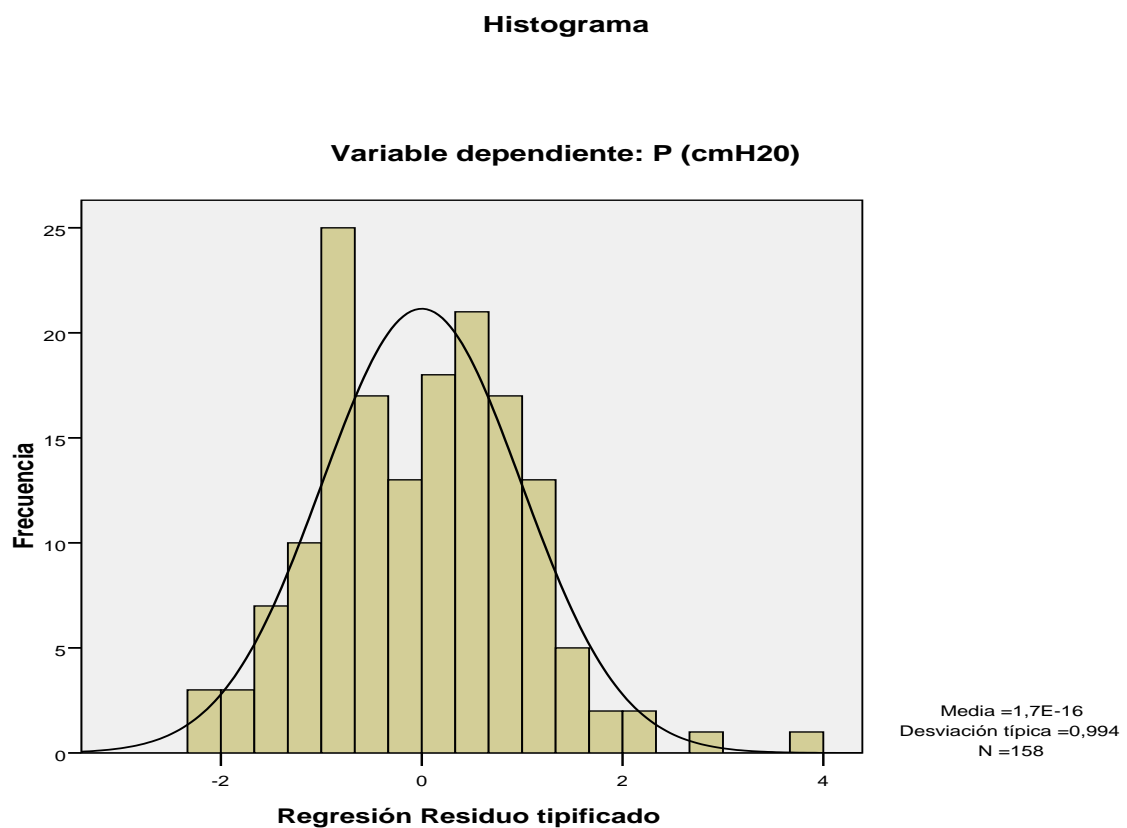 Histograma
Variable dependiente: P (cmH20)
25
20
15
10
5
0
Frecuencia
-2
0
2
4
Regresión Residuo tipificado
Media =1,7E-16
Desviación típica =0,994
N =158